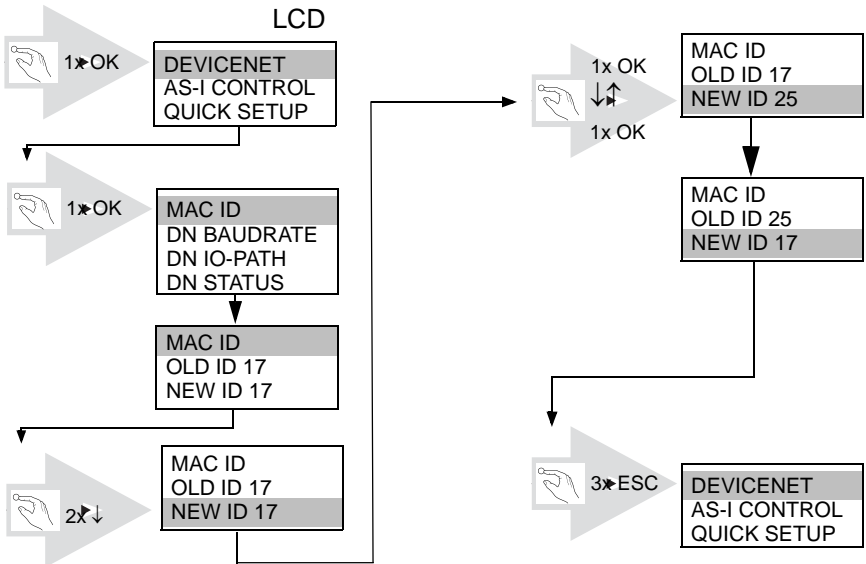 LCD
1x OK
DEVICENET
AS-I CONTROL
QUICK SETUP
1x OK
MAC ID
DN BAUDRATE
DN IO-PATH
DN STATUS
MAC ID
OLD ID 17
NEW ID 17
2x ↓
MAC ID
OLD ID 17
NEW ID 17
1x OK
↓↑
1x OK
MAC ID
OLD ID 17
NEW ID 25
MAC ID
OLD ID 25
NEW ID 17
3x ESC
DEVICENET
AS-I CONTROL
QUICK SETUP